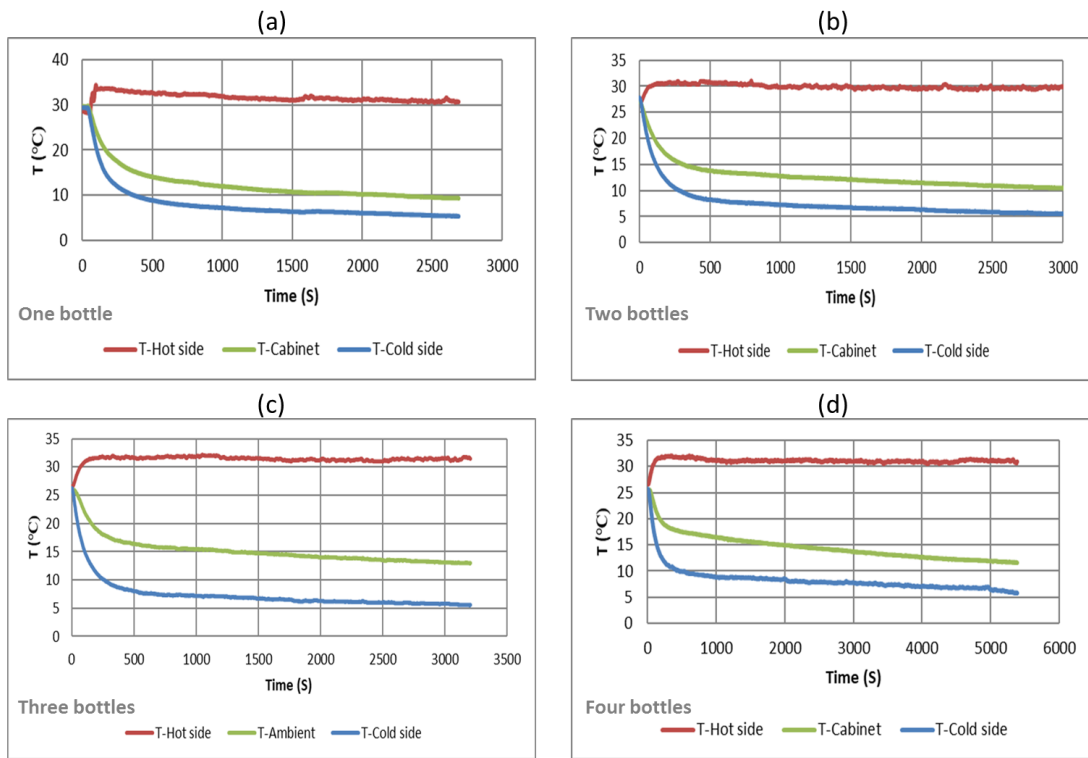 (a)
T (°C)
40
30
20
10
0
0 500 1000 1500 2000 2500 3000
Time (S)
One bottle
T-Hot side T-Cabinet T-Cold side
(b)
T (°C)
35
30
25
20
15
10
5
0
0 500 1000 1500 2000 2500 3000
Time (S)
Two bottles
T-Hot side T-Cabinet T-Cold side
(c)
T (°C)
35
30
25
20
15
10
5
0
0 500 1000 1500 2000 2500 3000 3500
Time (S)
Three bottles
T-Hot side T-Ambient T-Cold side
(d)
T (°C)
35
30
25
20
15
10
5
0
0 1000 2000 3000 4000 5000 6000
Time (S)
Four bottles
T-Hot side T-Cabinet T-Cold side